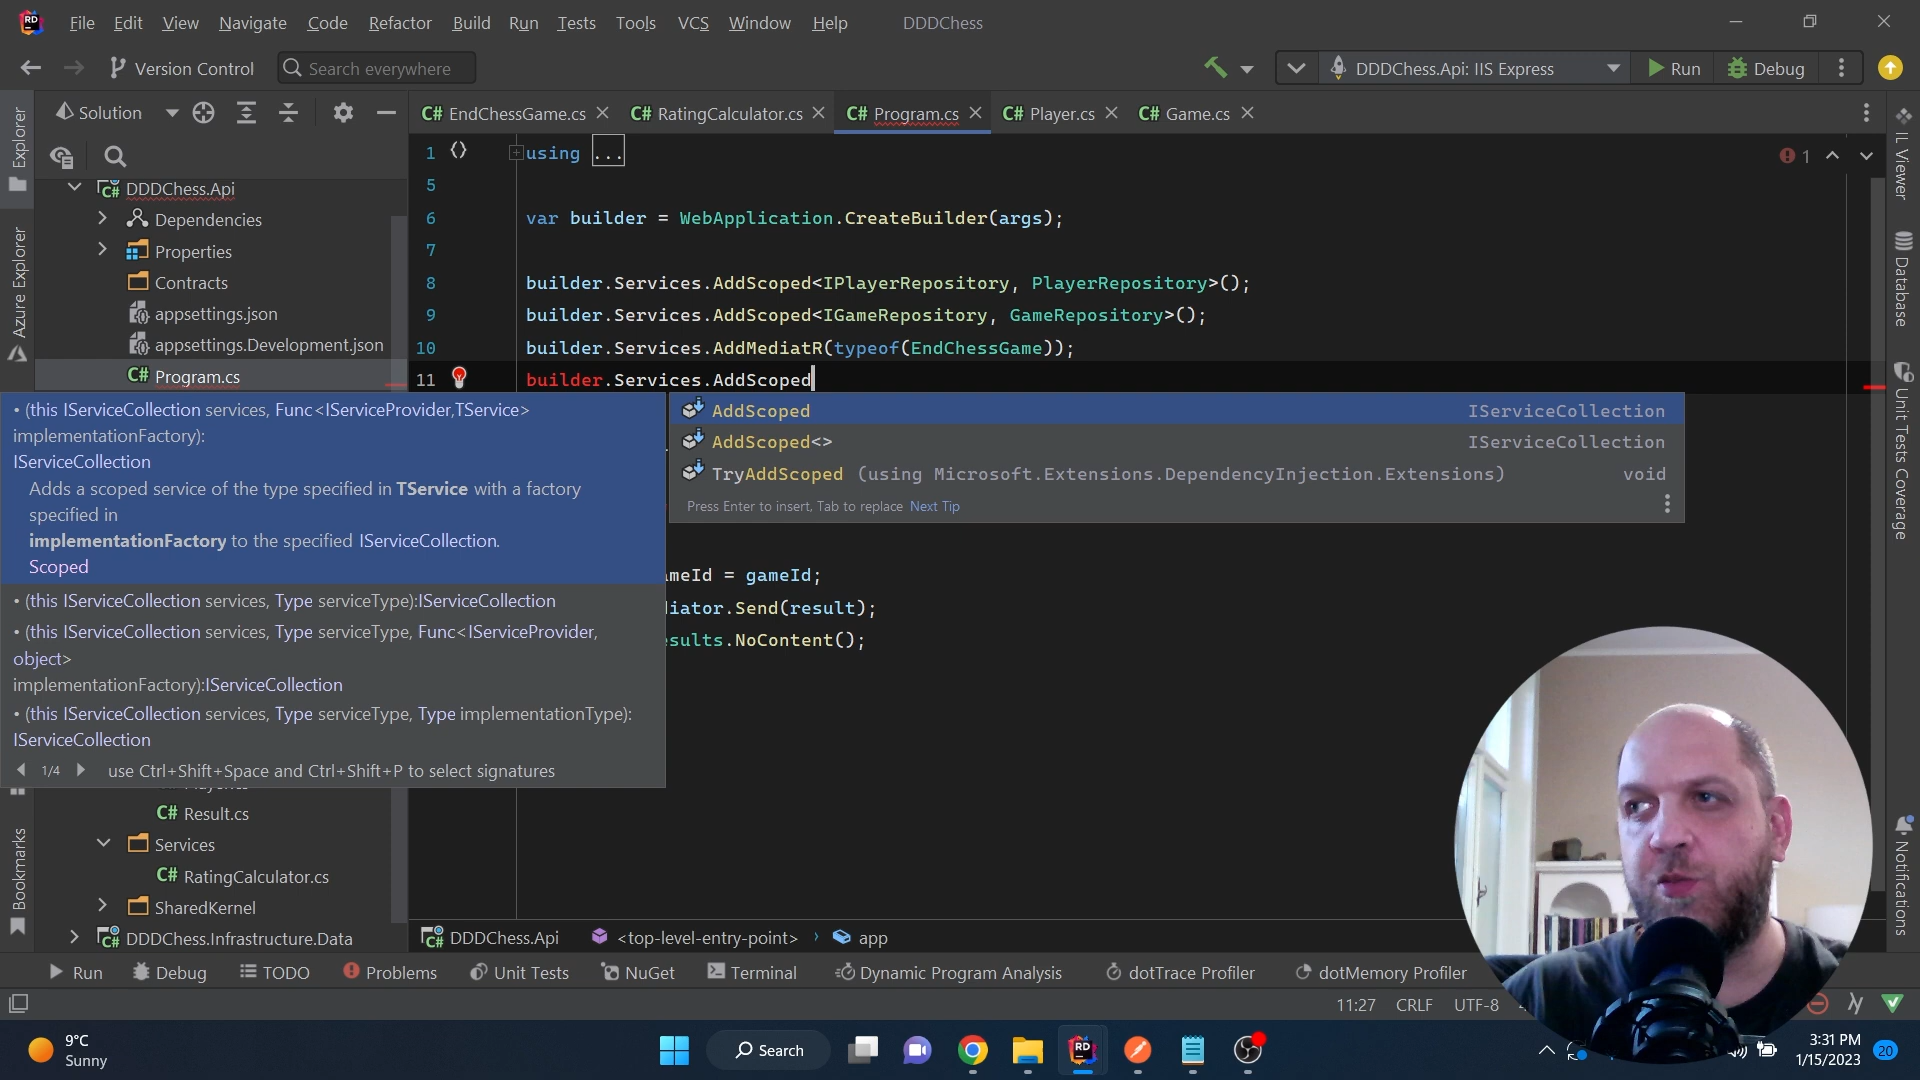 File Edit View Navigate Code Refactor Build Run Tests Tools VCS Window Help DDDChess
Version Control Search everywhere DDDChess.Api: IIS Express Run Debug
Explorer
Azure Explorer
Bookmarks
Solution
DDDChess.Api
Dependencies
Properties
Contracts
appsettings.json
appsettings.Development.json
C# Program.cs
C# EndChessGame.cs C# RatingCalculator.cs C# Program.cs C# Player.cs C# Game.cs
1 using ...
5
6 var builder = WebApplication.CreateBuilder(args);
7
8 builder.Services.AddScoped<IPlayerRepository, PlayerRepository>();
9 builder.Services.AddScoped<IGameRepository, GameRepository>();
10 builder.Services.AddMediatR(typeof(EndChessGame));
11 builder.Services.AddScoped
1
• (this IServiceCollection services, Func<IServiceProvider,TService>
implementationFactory):
IServiceCollection
Adds a scoped service of the type specified in TService with a factory
specified in
implementationFactory to the specified IServiceCollection.
Scoped
• (this IServiceCollection services, Type serviceType):IServiceCollection
• (this IServiceCollection services, Type serviceType, Func<IServiceProvider,
object>
implementationFactory):IServiceCollection
• (this IServiceCollection services, Type serviceType, Type implementationType):
IServiceCollection
1/4 use Ctrl+Shift+Space and Ctrl+Shift+P to select signatures
AddScoped IServiceCollection
AddScoped<> IServiceCollection
TryAddScoped (using Microsoft.Extensions.DependencyInjection.Extensions) void
Press Enter to insert, Tab to replace Next Tip
meId = gameId;
iator.Send(result);
esults.NoContent();
C# Result.cs
Services
C# RatingCalculator.cs
SharedKernel
DDDChess.Infrastructure.Data
DDDChess.Api <top-level-entry-point> › app
IL Viewer
Database
Unit Tests Coverage
Notifications
Run Debug TODO Problems Unit Tests NuGet Terminal Dynamic Program Analysis dotTrace Profiler dotMemory Profiler
11:27 CRLF UTF-8
9°C
Sunny
Search
RD
3:31 PM
1/15/2023
20